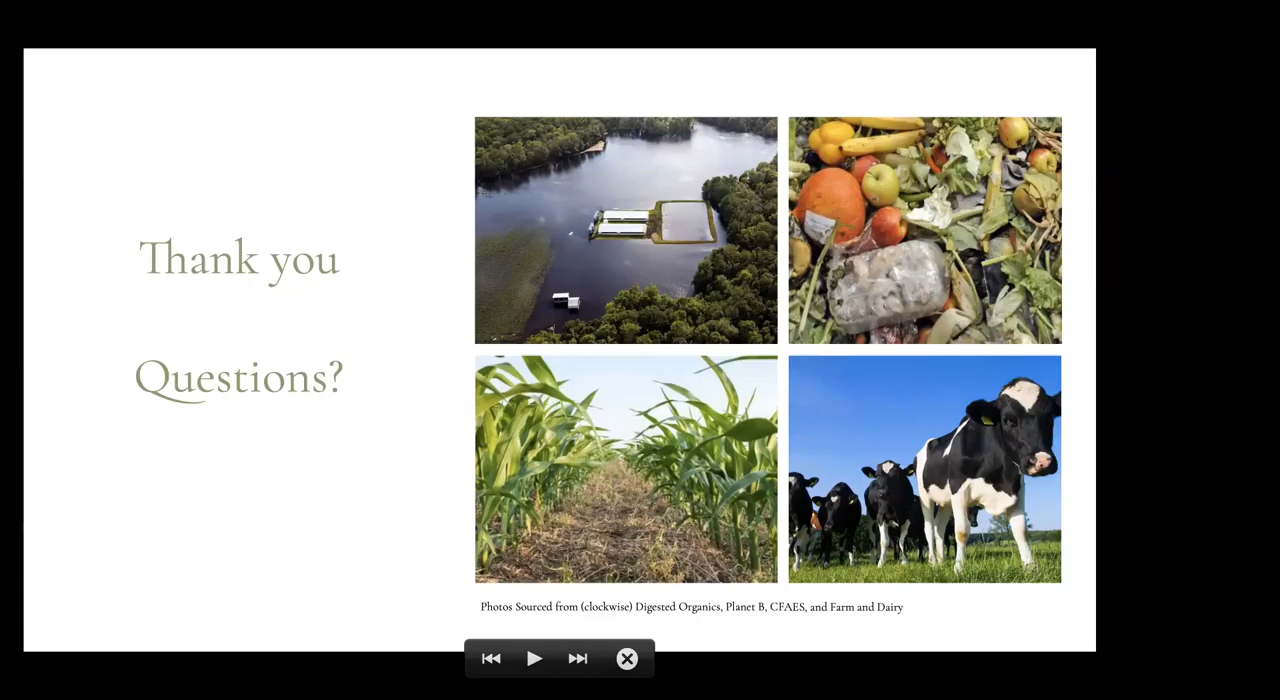 Thank you
Questions?
Photos Sourced from (clockwise) Digested Organics, Planet B, CFAES, and Farm and Dairy